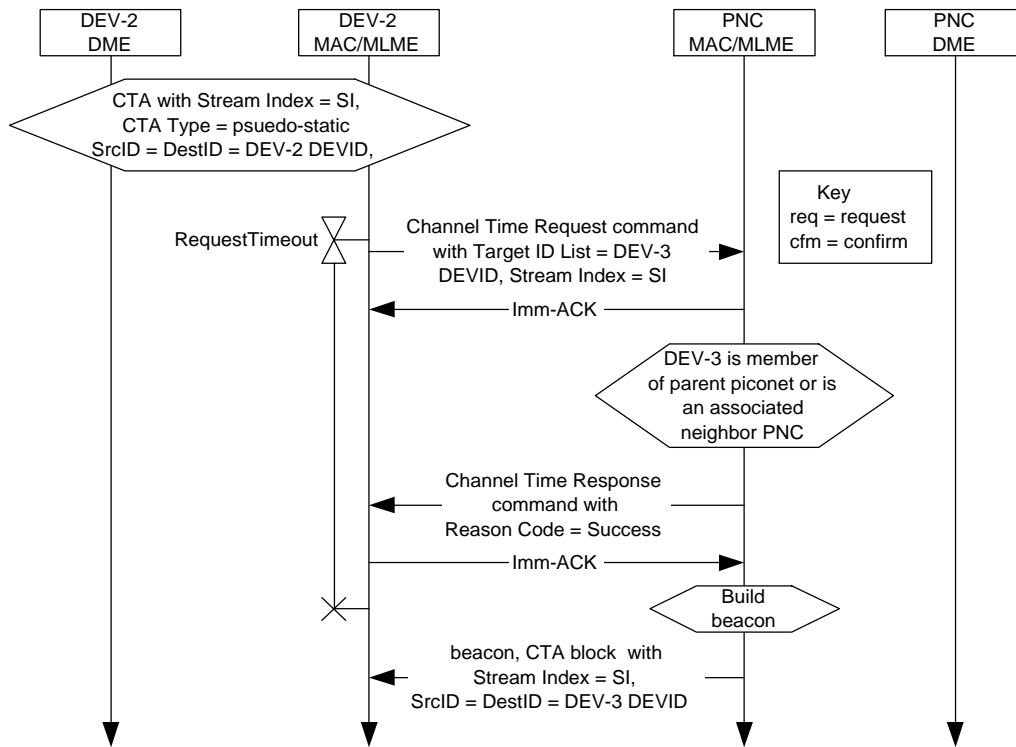 DEV-2
DME
DEV-2
MAC/MLME
PNC
MAC/MLME
PNC
DME
CTA with Stream Index = SI,
CTA Type = psuedo-static
SrcID = DestID = DEV-2 DEVID,
Key
req = request
cfm = confirm
RequestTimeout
Channel Time Request command
with Target ID List = DEV-3
DEVID, Stream Index = SI
Imm-ACK
DEV-3 is member
of parent piconet or is
an associated
neighbor PNC
Channel Time Response
command with
Reason Code = Success
Imm-ACK
Build
beacon
beacon, CTA block with
Stream Index = SI,
SrcID = DestID = DEV-3 DEVID